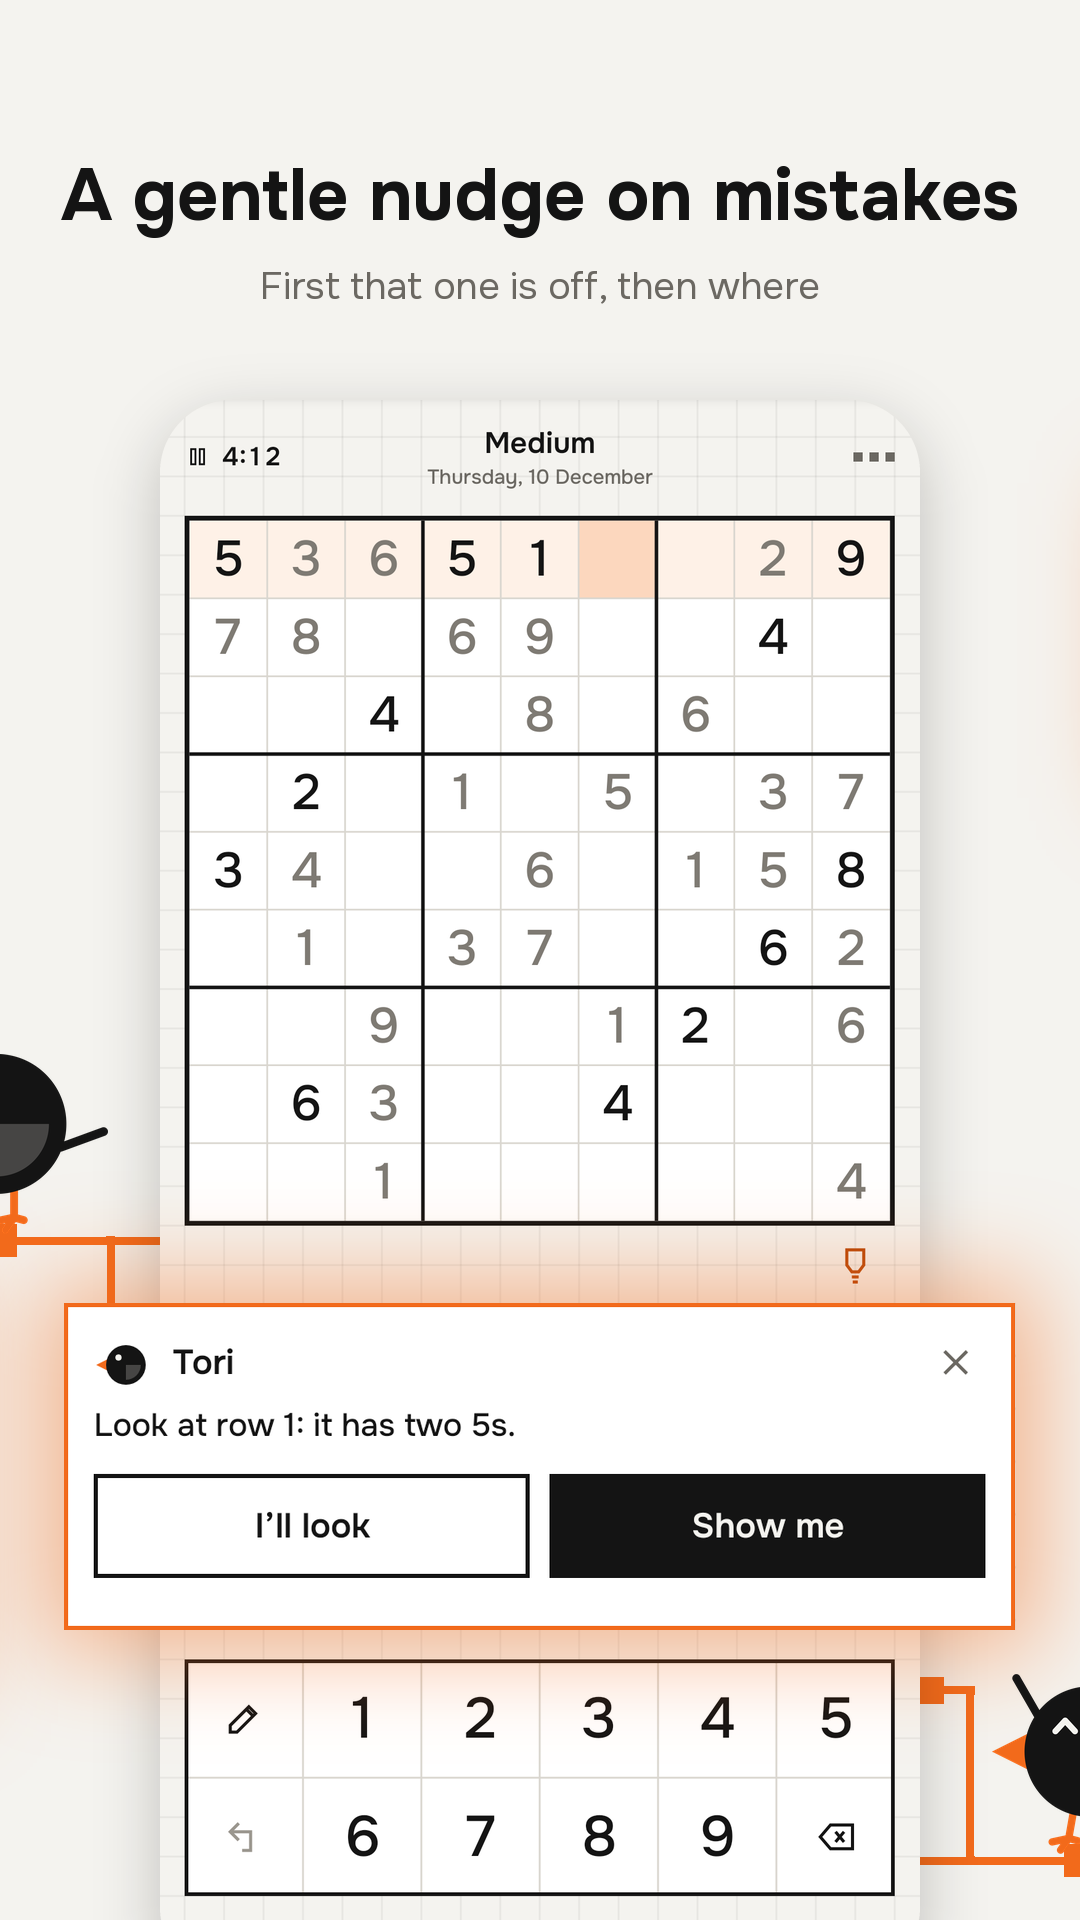 A gentle nudge on mistakes
First that one is off, then where
4:12
Medium
Thursday, 10 December
5 3 6 5 1 2 9
7 8 6 9 4
4 8 6
2 1 5 3 7
3 4 6 1 5 8
1 3 7 6 2
9 1 2 6
6 3 4
1 4
Tori
Look at row 1: it has two 5s.
I’ll look
Show me
1 2 3 4 5
6 7 8 9